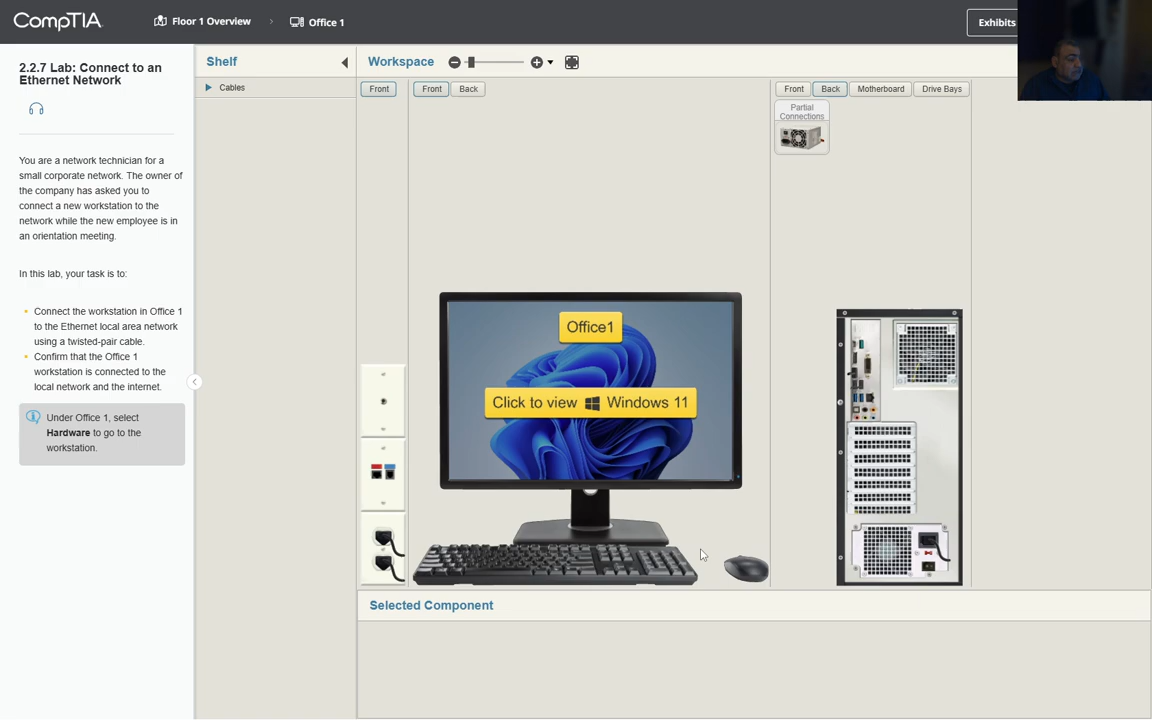 CompTIA.
Floor 1 Overview
Office 1
Exhibits
2.2.7 Lab: Connect to an
Ethernet Network
You are a network technician for a
small corporate network. The owner of
the company has asked you to
connect a new workstation to the
network while the new employee is in
an orientation meeting.
In this lab, your task is to:
Connect the workstation in Office 1
to the Ethernet local area network
using a twisted-pair cable.
Confirm that the Office 1
workstation is connected to the
local network and the internet.
Under Office 1, select
Hardware to go to the
workstation.
Shelf
Cables
Workspace
Front
Front Back
Front Back Motherboard Drive Bays
Partial
Connections
Office1
Click to view Windows 11
Selected Component